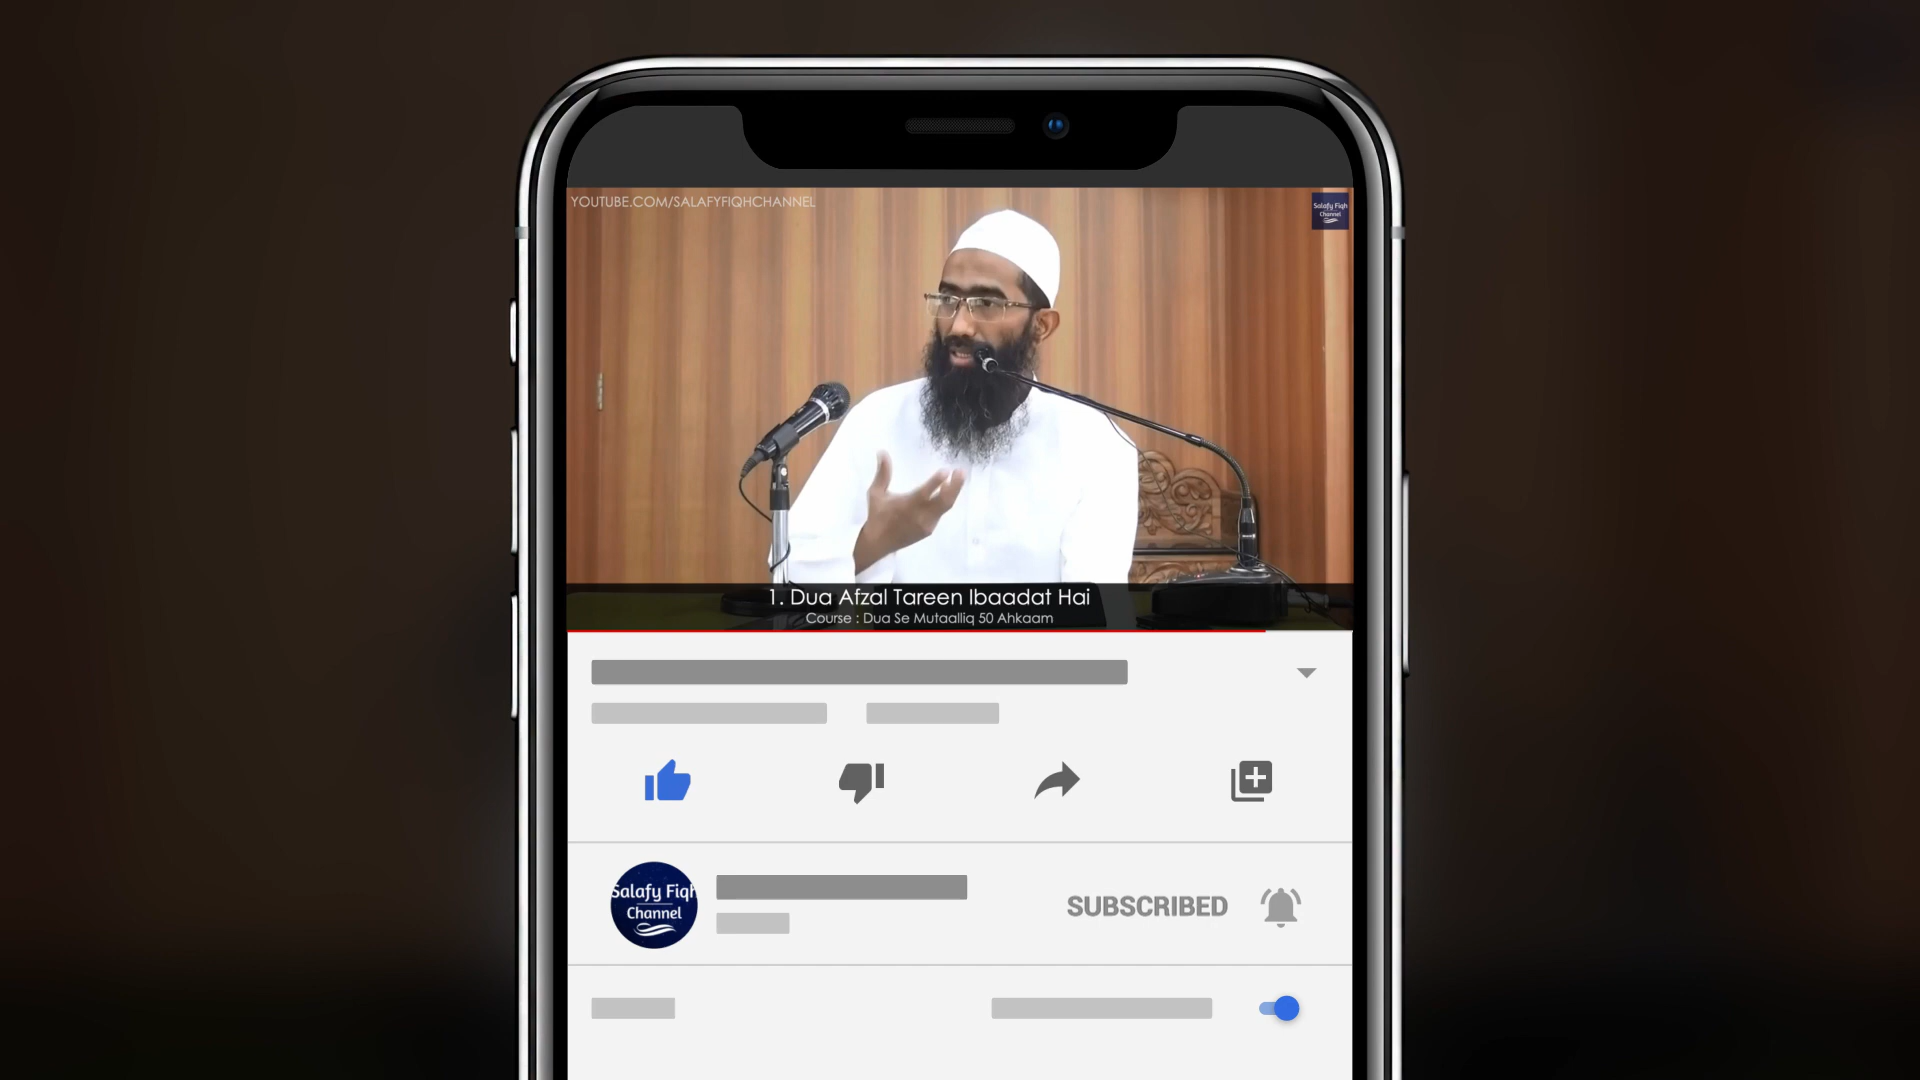 YOUTUBE.COM/SALAFYFIQHCHANNEL
Salafy Fiqh
Channel
1. Dua Afzal Tareen Ibaadat Hai
Course : Dua Se Mutaalliq 50 Ahkaam
Salafy Fiqh
Channel
SUBSCRIBED